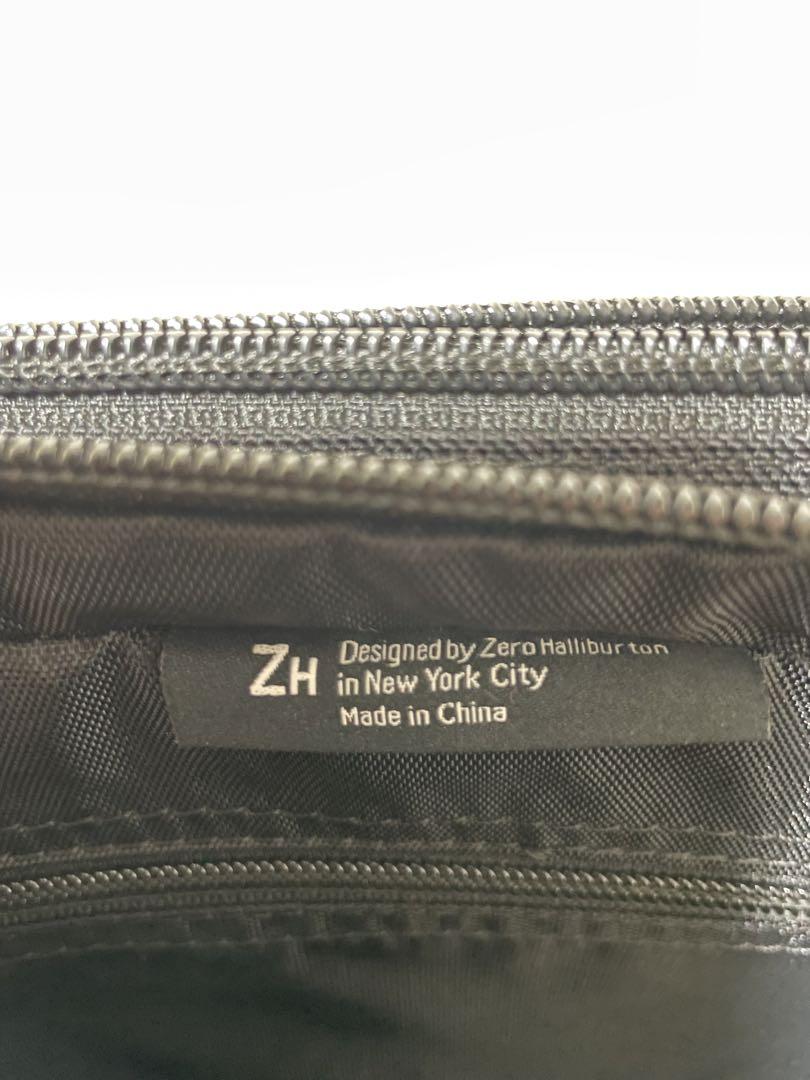 ZH
Designed by Zero Halliburton
in New York City
Made in China